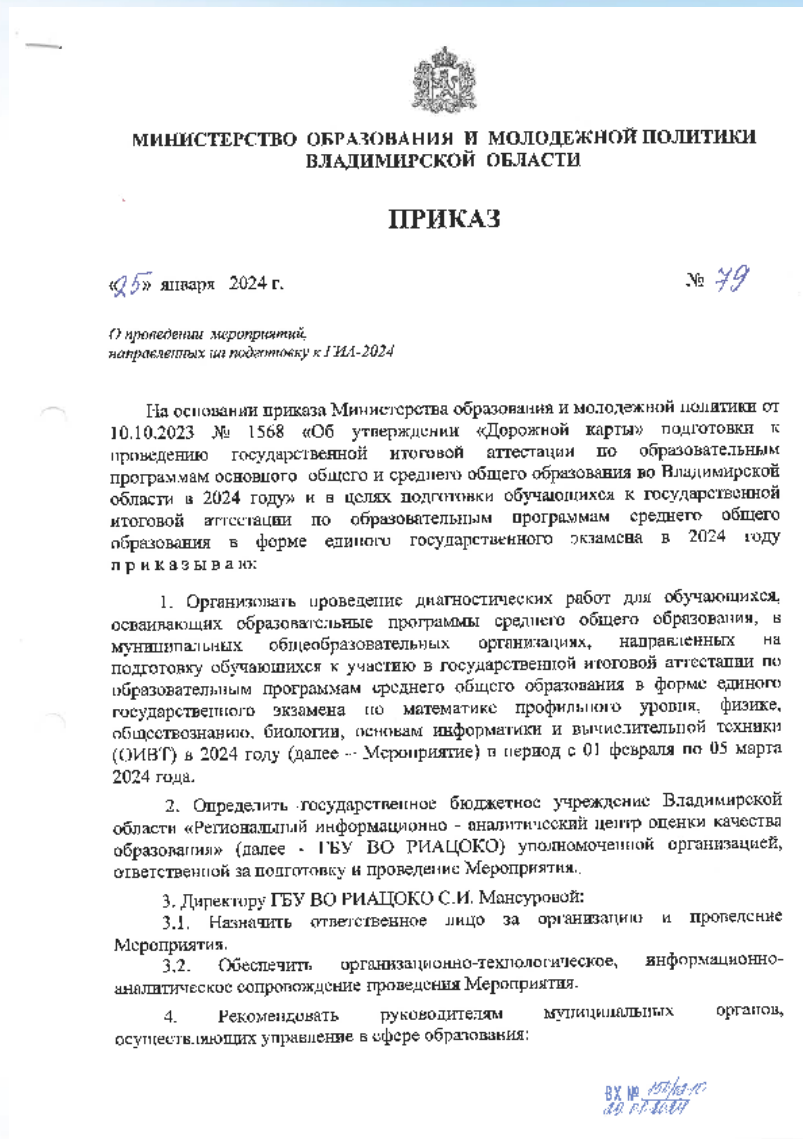 МИНИСТЕРСТВО ОБРАЗОВАНИЯ И МОЛОДЕЖНОЙ ПОЛИТИКИ
ВЛАДИМИРСКОЙ ОБЛАСТИ
ПРИКАЗ
«25» января 2024 г. № 79
О проведении мероприятий,
направленных на подготовку к ГИА-2024
На основании приказа Министерства образования и молодежной политики от
10.10.2023 № 1568 «Об утверждении «Дорожной карты» подготовки к
проведению государственной итоговой аттестации по образовательным
программам основного общего и среднего общего образования во Владимирской
области в 2024 году» и в целях подготовки обучающихся к государственной
итоговой аттестации по образовательным программам среднего общего
образования в форме единого государственного экзамена в 2024 году
п р и к а з ы в а ю:
1. Организовать проведение диагностических работ для обучающихся,
осваивающих образовательные программы среднего общего образования, в
муниципальных общеобразовательных организациях, направленных на
подготовку обучающихся к участию в государственной итоговой аттестации по
образовательным программам среднего общего образования в форме единого
государственного экзамена по математике профильного уровня, физике,
обществознанию, биологии, основам информатики и вычислительной техники
(ОИВТ) в 2024 году (далее – Мероприятие) в период с 01 февраля по 05 марта
2024 года.
2. Определить государственное бюджетное учреждение Владимирской
области «Региональный информационно - аналитический центр оценки качества
образования» (далее - ГБУ ВО РИАЦОКО) уполномоченной организацией,
ответственной за подготовку и проведение Мероприятия.
3. Директору ГБУ ВО РИАЦОКО С.И. Мансуровой:
3.1. Назначить ответственное лицо за организацию и проведение
Мероприятия.
3.2. Обеспечить организационно-технологическое, информационно-
аналитическое сопровождение проведения Мероприятия.
4. Рекомендовать руководителям муниципальных органов,
осуществляющих управление в сфере образования:
ВХ №